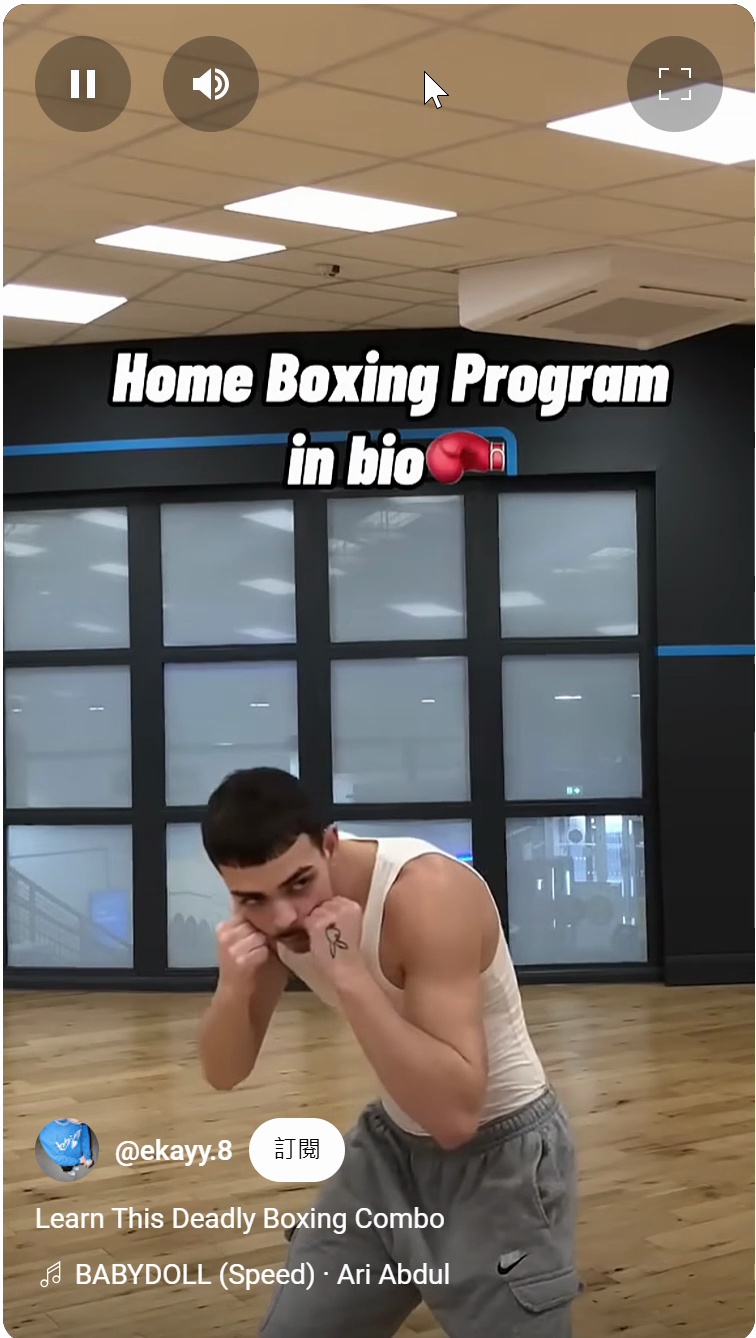 Home Boxing Program
in bio🥊
@ekayy.8 訂閱
Learn This Deadly Boxing Combo
BABYDOLL (Speed) · Ari Abdul